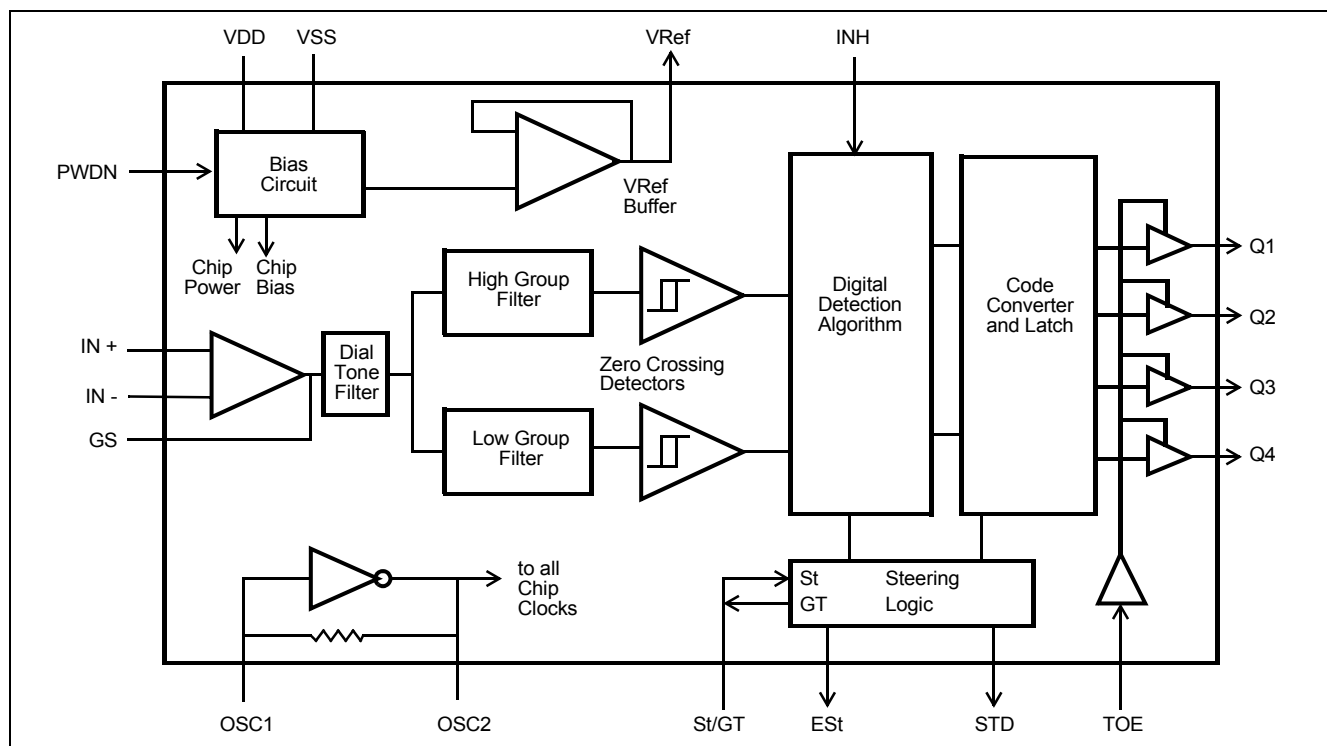 VDD
VSS
VRef
INH
PWDN
Bias
Circuit
VRef
Buffer
Chip
Power
Chip
Bias
High Group
Filter
Digital
Detection
Algorithm
Code
Converter
and Latch
Q1
Q2
Q3
Q4
IN +
IN -
GS
Dial
Tone
Filter
Zero Crossing
Detectors
Low Group
Filter
to all
Chip
Clocks
St Steering
GT Logic
OSC1
OSC2
St/GT
ESt
STD
TOE